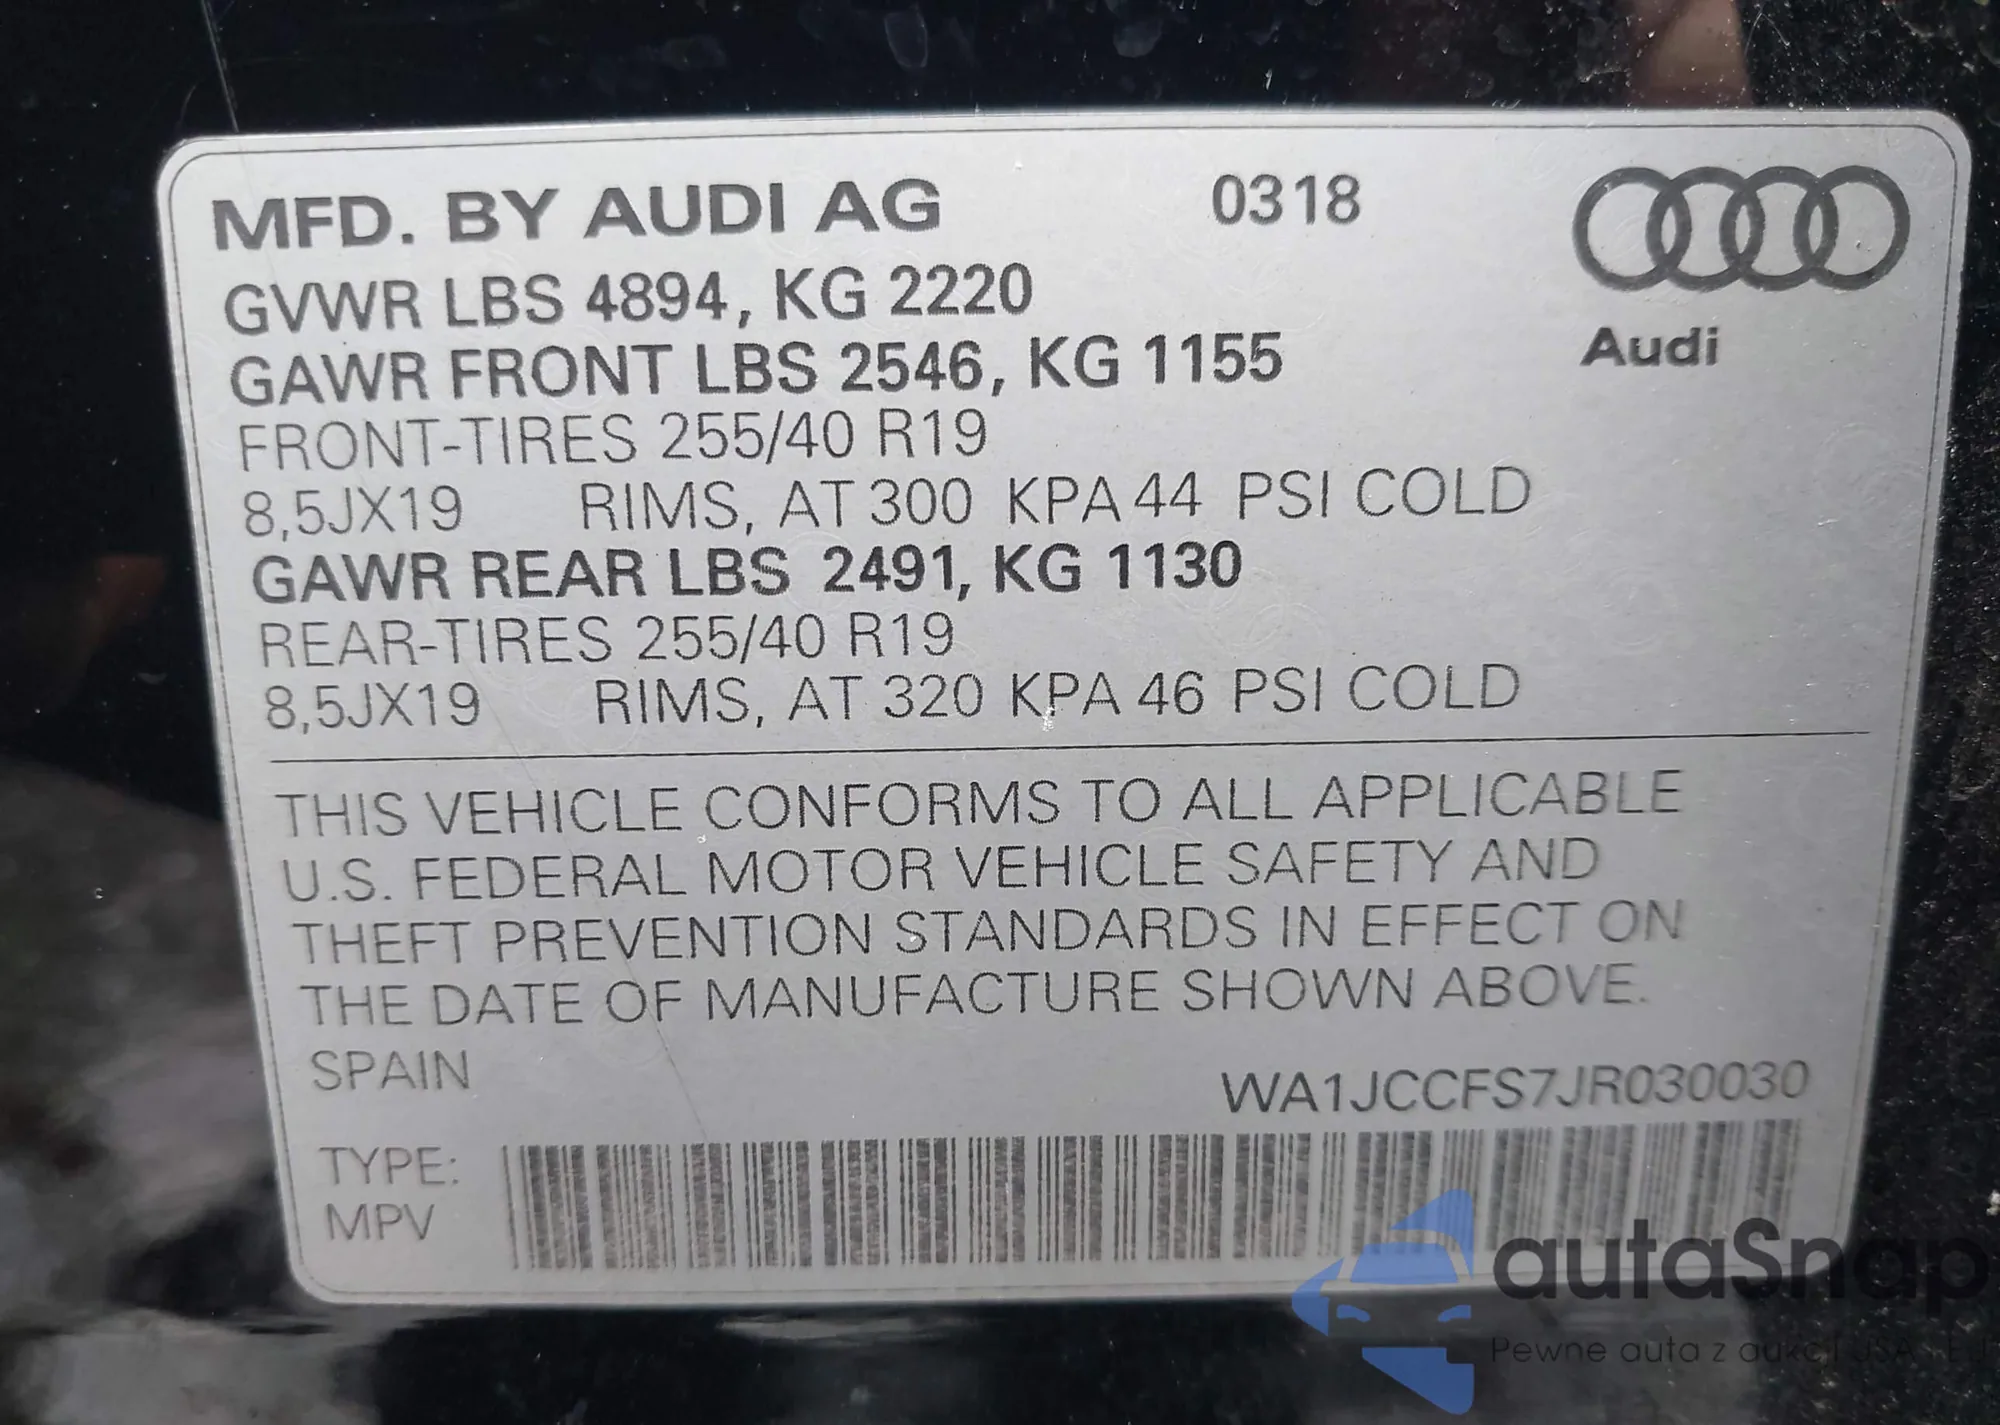 MFD. BY AUDI AG 0318
GVWR LBS 4894, KG 2220
GAWR FRONT LBS 2546, KG 1155
Audi
FRONT-TIRES 255/40 R19
8,5JX19 RIMS, AT 300 KPA 44 PSI COLD
GAWR REAR LBS 2491, KG 1130
REAR-TIRES 255/40 R19
8,5JX19 RIMS, AT 320 KPA 46 PSI COLD
THIS VEHICLE CONFORMS TO ALL APPLICABLE
U.S. FEDERAL MOTOR VEHICLE SAFETY AND
THEFT PREVENTION STANDARDS IN EFFECT ON
THE DATE OF MANUFACTURE SHOWN ABOVE.
SPAIN
WA1JCCFS7JR030030
TYPE:
MPV
autaSnap
Pewne auta z aukcji USA